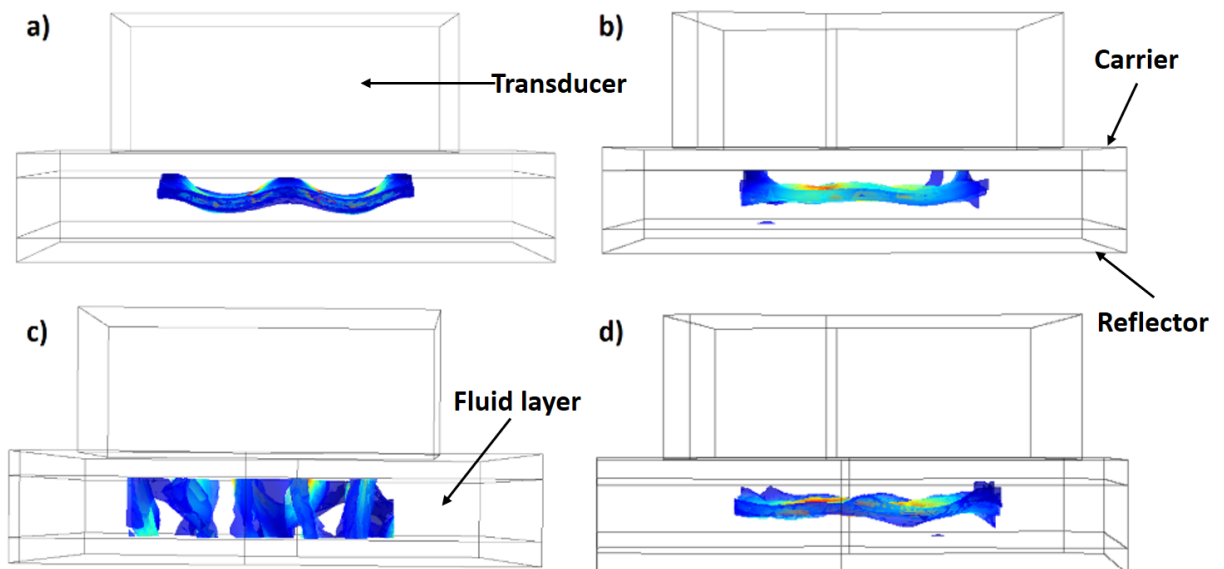 a)
Transducer
b)
Carrier
Reflector
c)
Fluid layer
d)